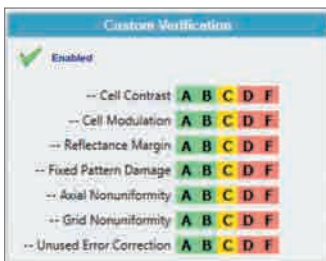 Custom Verification
Enabled
-- Cell Contrast A B C D F
-- Cell Modulation A B C D F
-- Reflectance Margin A B C D F
-- Fixed Pattern Damage A B C D F
-- Axial Nonuniformity A B C D F
-- Grid Nonuniformity A B C D F
-- Unused Error Correction A B C D F